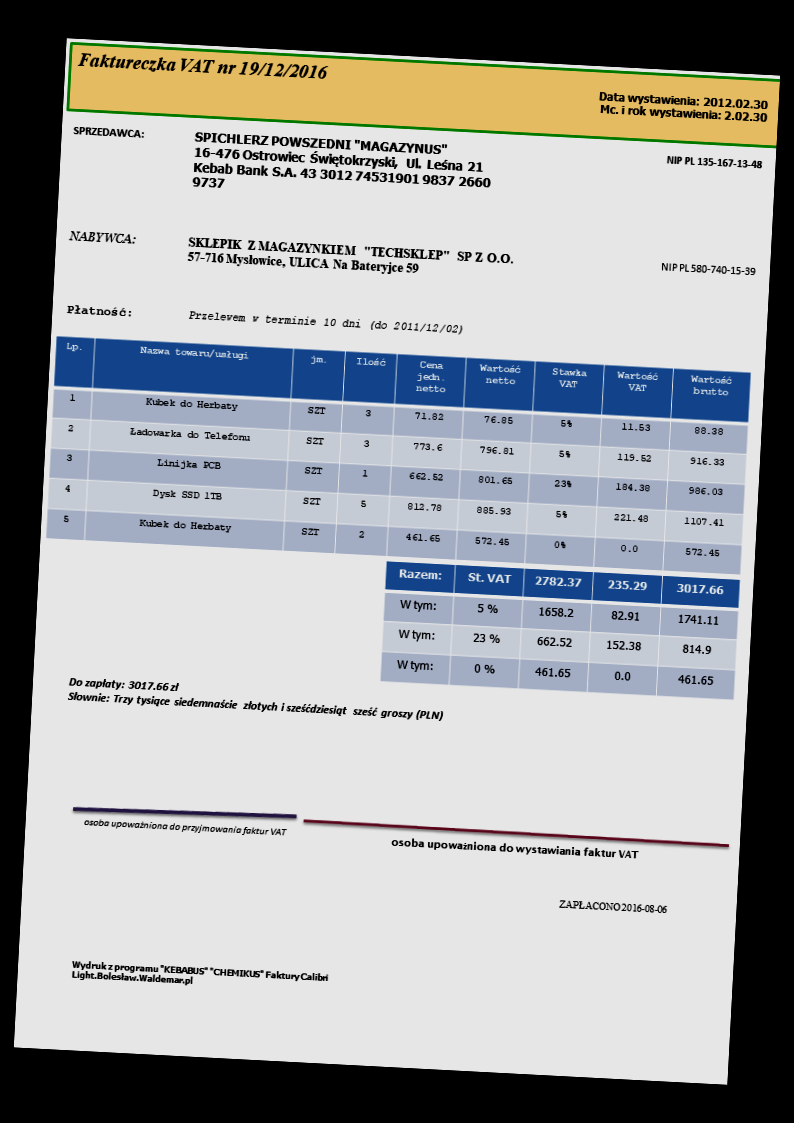 Faktureczka VAT nr 19/12/2016
Data wystawienia: 2012.02.30
Mc. i rok wystawienia: 2.02.30
SPRZEDAWCA:
SPICHLERZ POWSZEDNI "MAGAZYNUS"
16-476 Ostrowiec Świętokrzyski, Ul. Leśna 21
Kebab Bank S.A. 43 3012 74531901 9837 2660
9737
NIP PL 135-167-13-48
NABYWCA:
SKLEPIK Z MAGAZYNKIEM "TECHSKLEP" SP Z O.O.
57-716 Mysłowice, ULICA Na Bateryjce 59
NIP PL 580-740-15-39
Płatność:
Przelewem w terminie 10 dni (do 2011/12/02)
Lp. Nazwa towaru/usługi jm. Ilość Cena jedn. netto Wartość netto Stawka VAT Wartość VAT Wartość brutto
1 Kubek do Herbaty SZT 3 71.82 76.85 5% 11.53 88.38
2 Ładowarka do Telefonu SZT 3 773.6 796.81 5% 119.52 916.33
3 Linijka PCB SZT 1 662.52 801.65 23% 184.38 986.03
4 Dysk SSD 1TB SZT 5 812.78 885.93 5% 221.48 1107.41
5 Kubek do Herbaty SZT 2 461.65 572.45 0% 0.0 572.45
Razem: St. VAT 2782.37 235.29 3017.66
W tym: 5 % 1658.2 82.91 1741.11
W tym: 23 % 662.52 152.38 814.9
W tym: 0 % 461.65 0.0 461.65
Do zapłaty: 3017.66 zł
Słownie: Trzy tysiące siedemnaście złotych i sześćdziesiąt sześć groszy (PLN)
osoba upoważniona do przyjmowania faktur VAT
osoba upoważniona do wystawiania faktur VAT
ZAPŁACONO 2016-08-06
Wydruk z programu "KEBABUS" "CHEMIKUS" Faktury Calibri
Light.Bolesław.Waldemar.pl